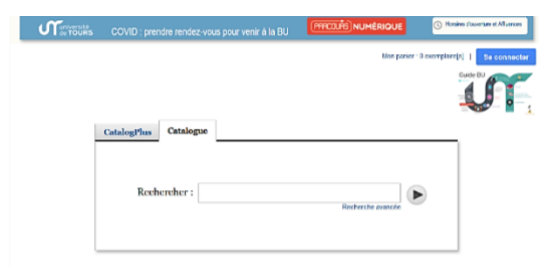 université
de TOURS
COVID : prendre rendez-vous pour venir à la BU
PARCOURS NUMÉRIQUE
Horaires d'ouverture et Affluences
Mon panier : 3 exemplaire(s) | Se connecter
Guide BU
CatalogPlus Catalogue
Rechercher :
Recherche avancée